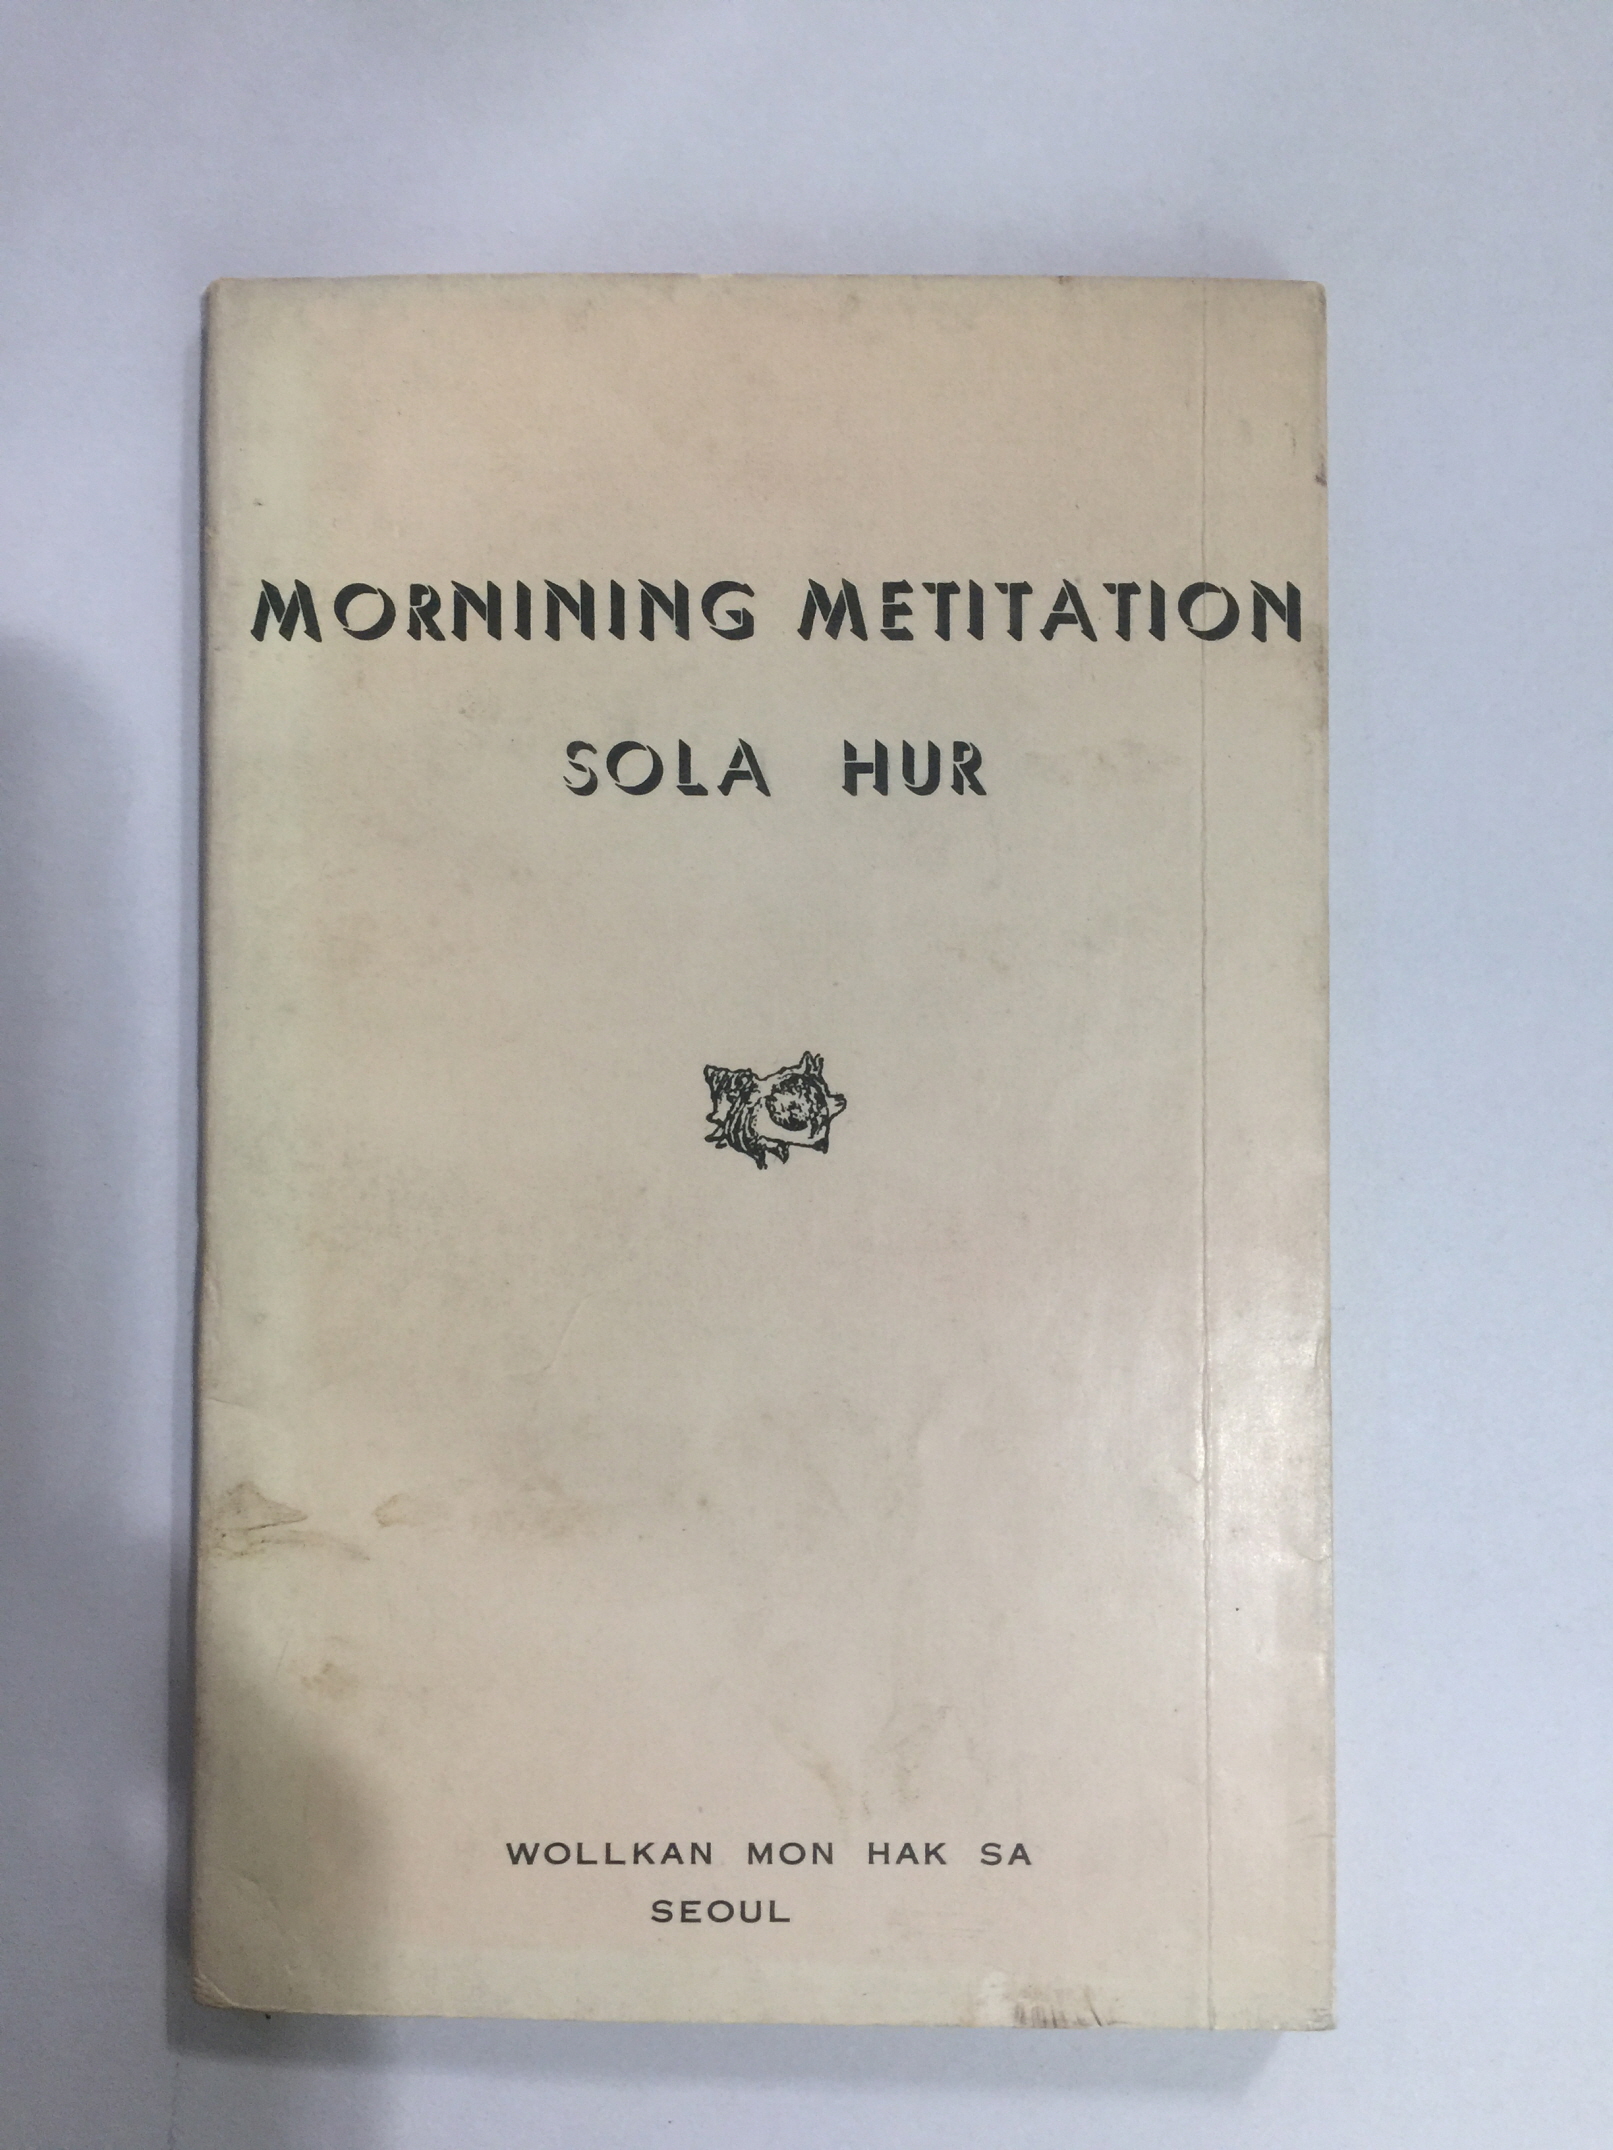 MORNINING METITATION
SOLA HUR
WOLLKAN MON HAK SA
SEOUL